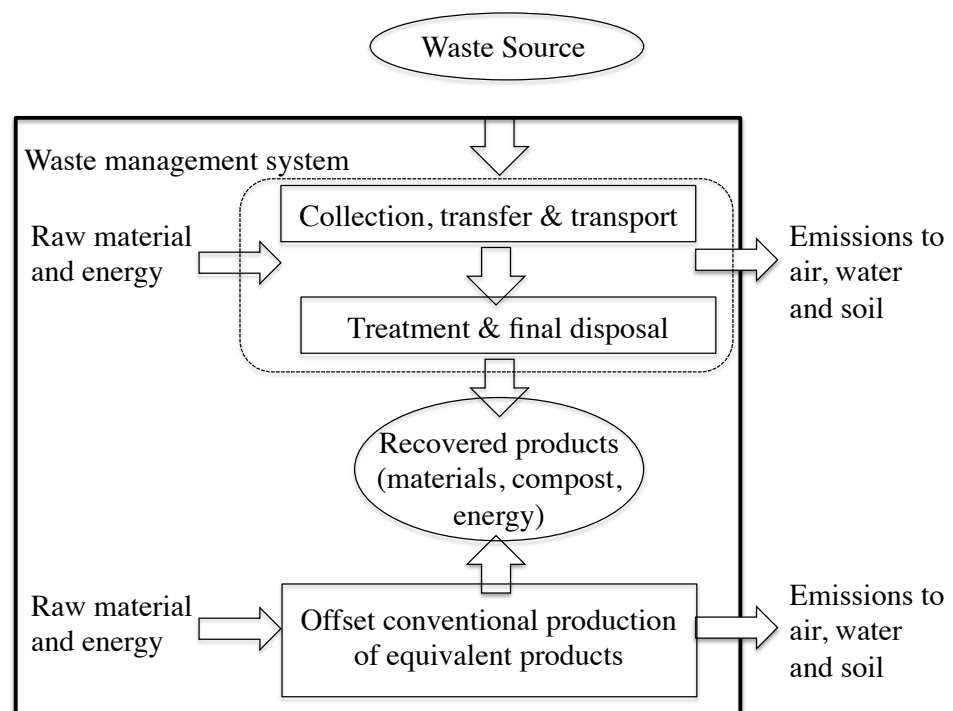 Waste Source
Waste management system
Collection, transfer & transport
Raw material
and energy
Emissions to
air, water
and soil
Treatment & final disposal
Recovered products
(materials, compost,
energy)
Raw material
and energy
Offset conventional production
of equivalent products
Emissions to
air, water
and soil